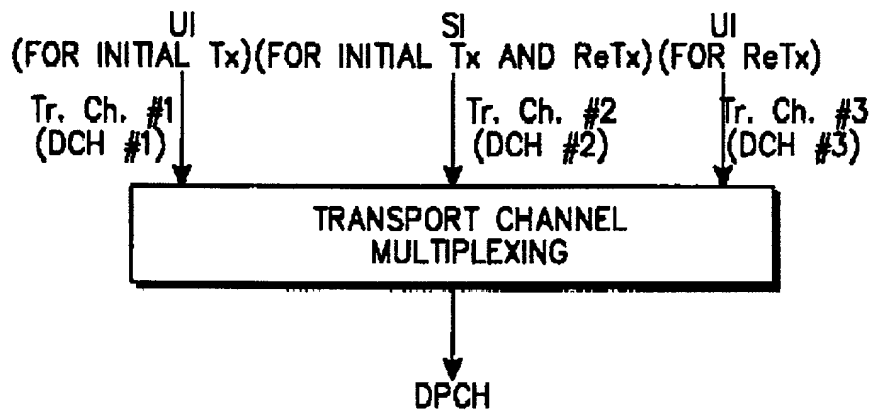 UI SI UI
(FOR INITIAL Tx)(FOR INITIAL Tx AND ReTx)(FOR ReTx)
Tr. Ch. #1 Tr. Ch. #2 Tr. Ch. #3
(DCH #1) (DCH #2) (DCH #3)
TRANSPORT CHANNEL
MULTIPLEXING
DPCH